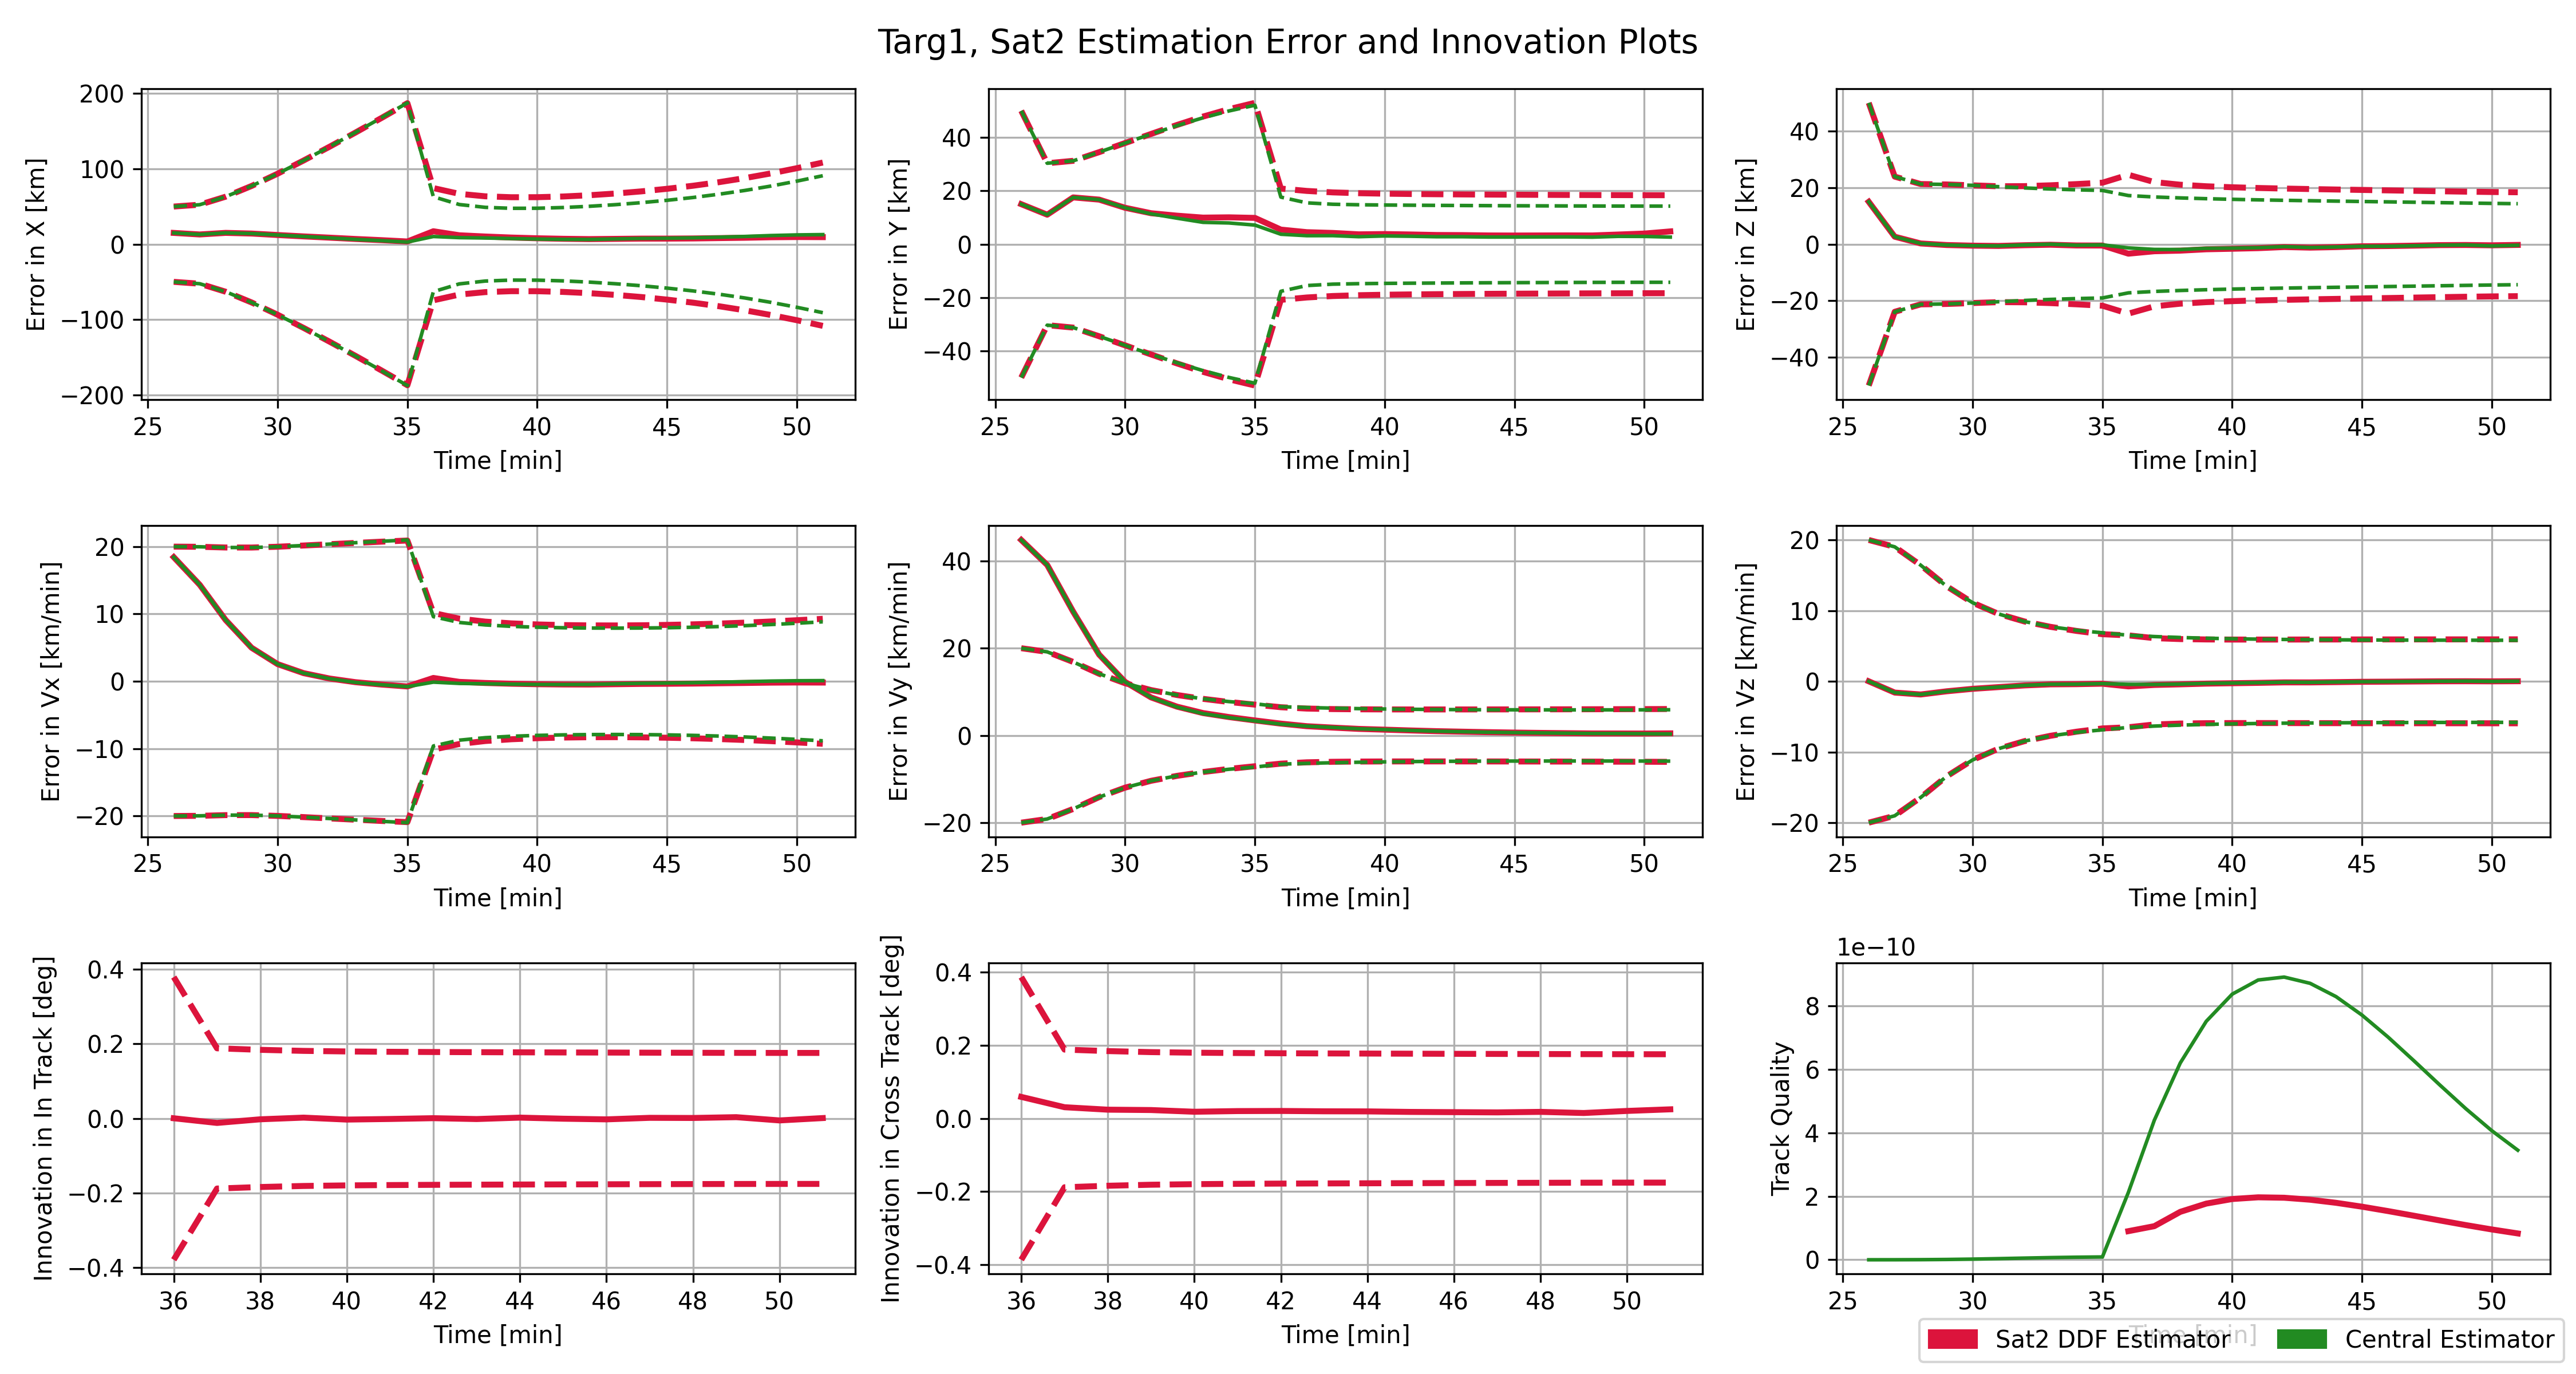 Targ1, Sat2 Estimation Error and Innovation Plots
Error in X [km]
200
100
0
−100
−200
25 30 35 40 45 50
Time [min]
Error in Y [km]
40
20
0
−20
−40
25 30 35 40 45 50
Time [min]
Error in Z [km]
40
20
0
−20
−40
25 30 35 40 45 50
Time [min]
Error in Vx [km/min]
20
10
0
−10
−20
25 30 35 40 45 50
Time [min]
Error in Vy [km/min]
40
20
0
−20
25 30 35 40 45 50
Time [min]
Error in Vz [km/min]
20
10
0
−10
−20
25 30 35 40 45 50
Time [min]
Innovation in In Track [deg]
0.4
0.2
0.0
−0.2
−0.4
36 38 40 42 44 46 48 50
Time [min]
Innovation in Cross Track [deg]
0.4
0.2
0.0
−0.2
−0.4
36 38 40 42 44 46 48 50
Time [min]
1e−10
Track Quality
8
6
4
2
0
25 30 35 40 45 50
Time [min]
Sat2 DDF Estimator Central Estimator